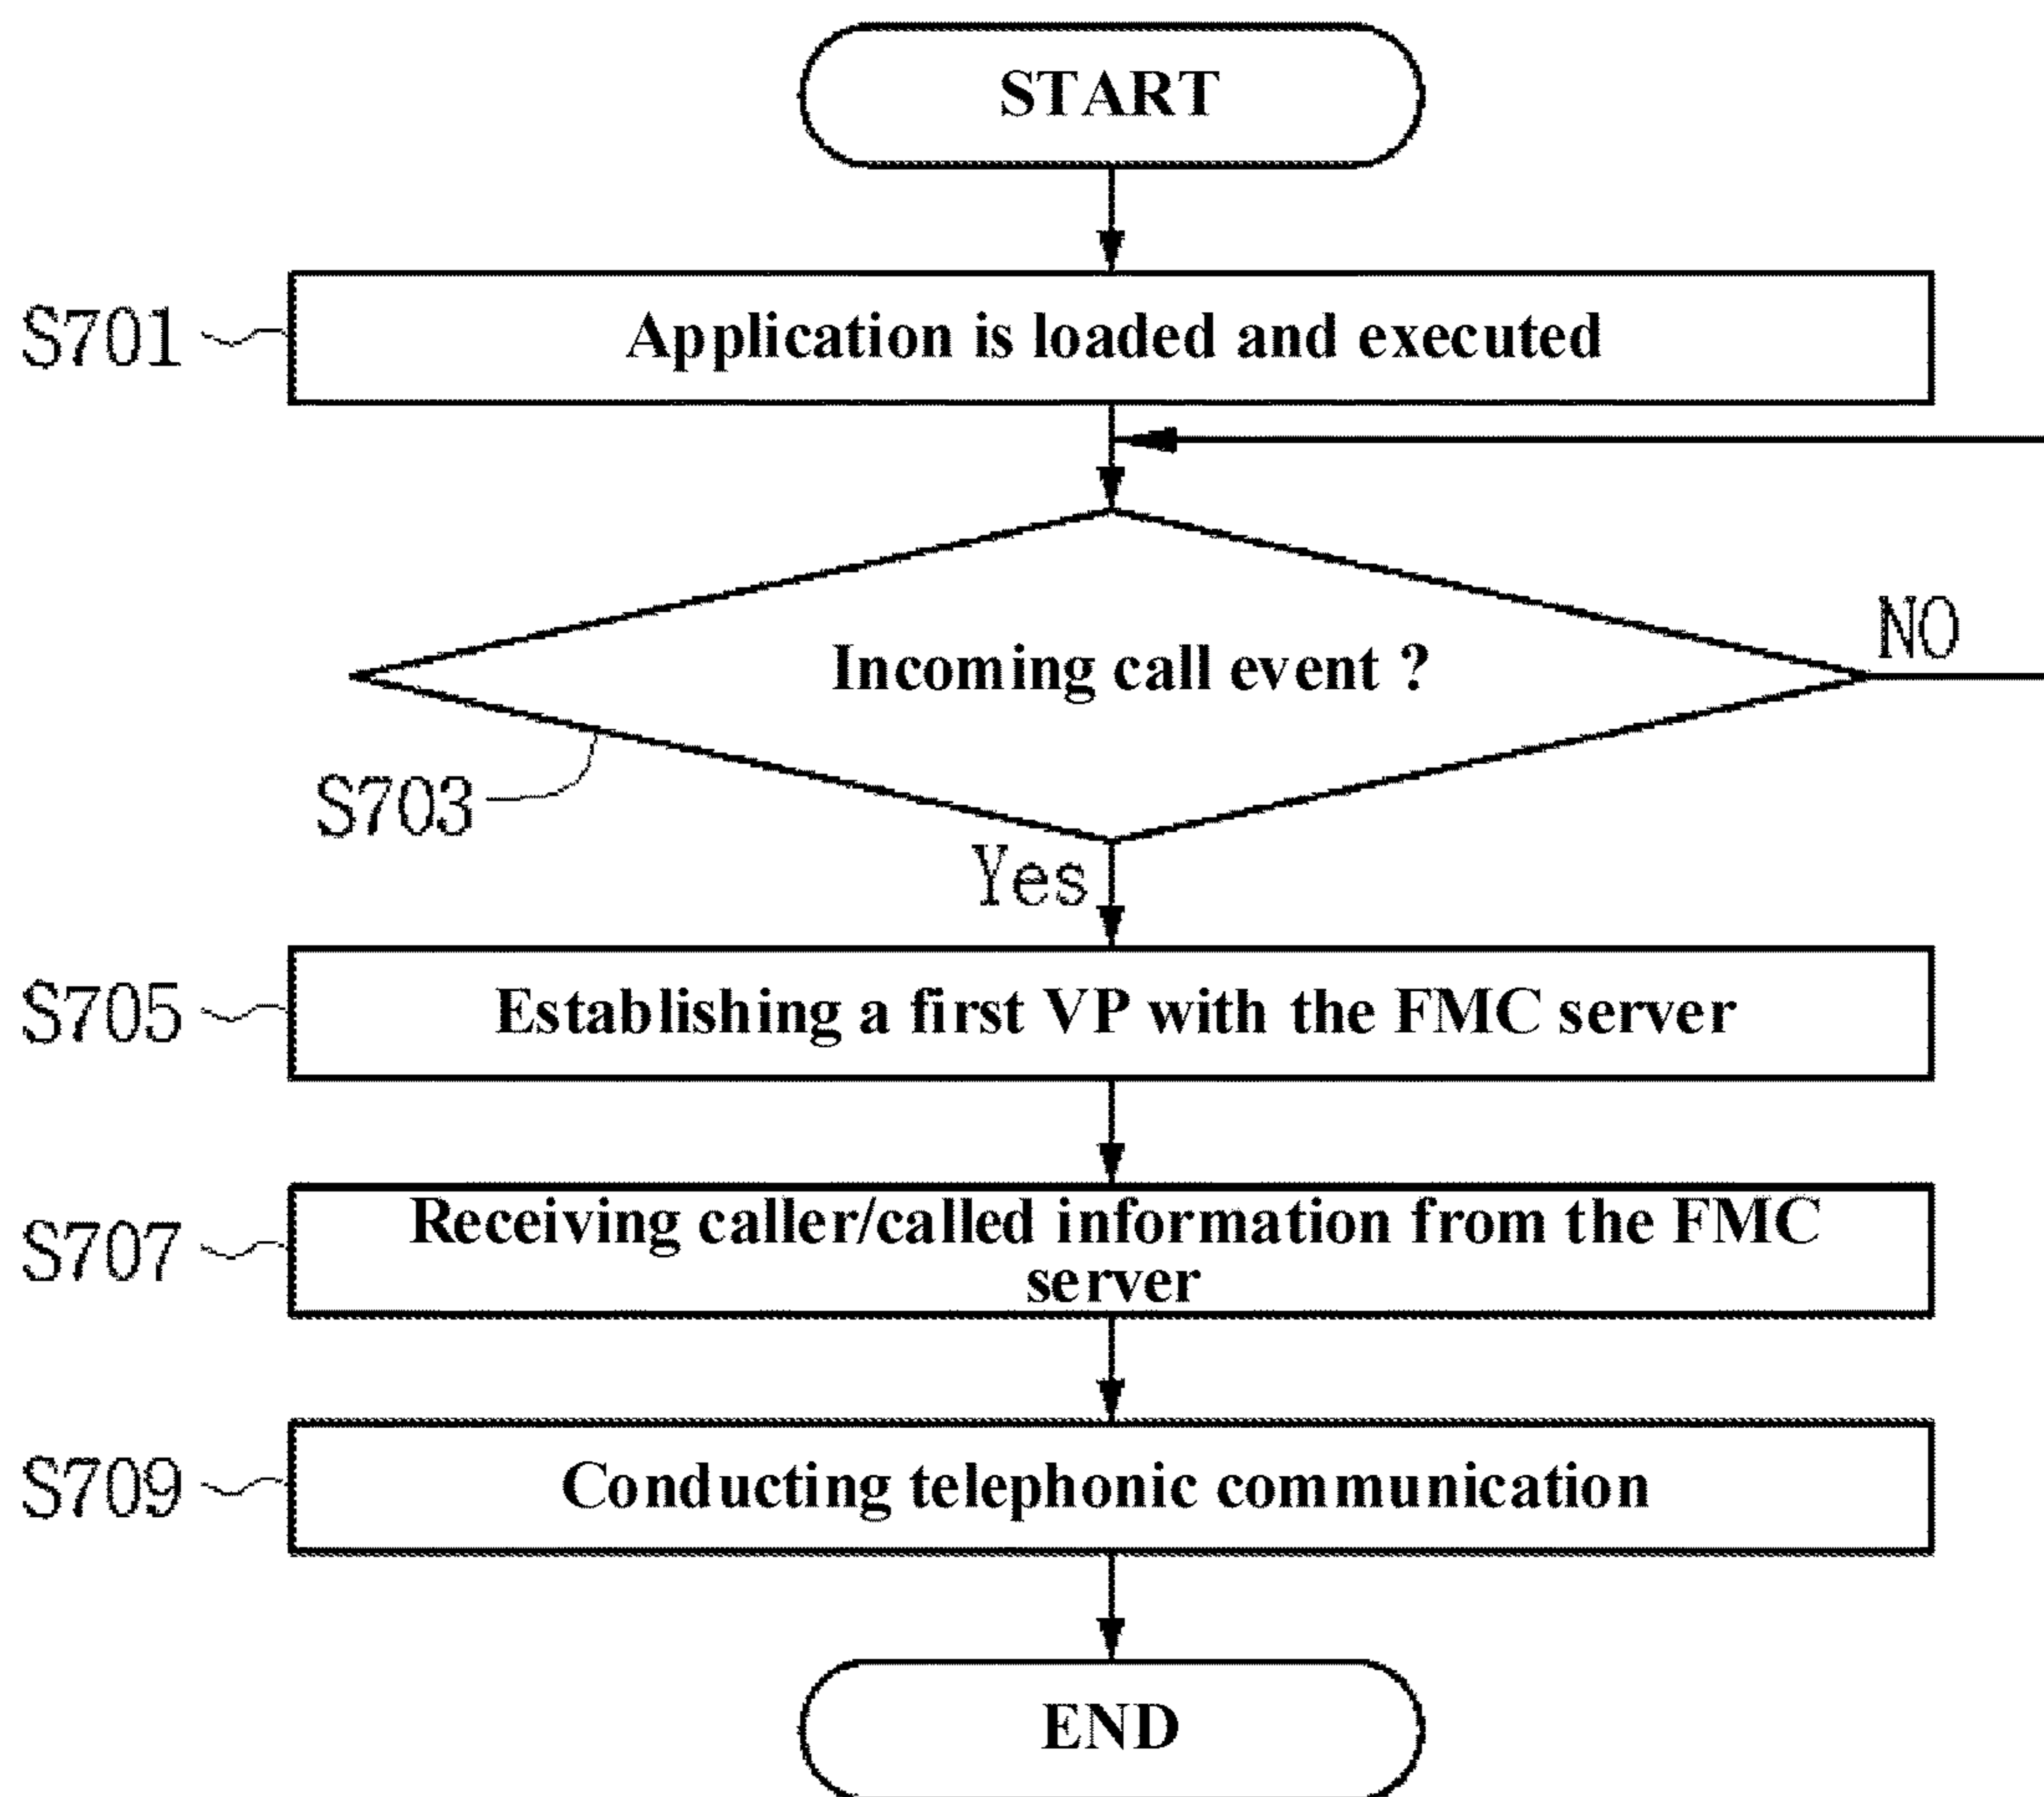 START
S701
Application is loaded and executed
Incoming call event ?
NO
S703
Yes
S705
Establishing a first VP with the FMC server
S707
Receiving caller/called information from the FMC
server
S709
Conducting telephonic communication
END